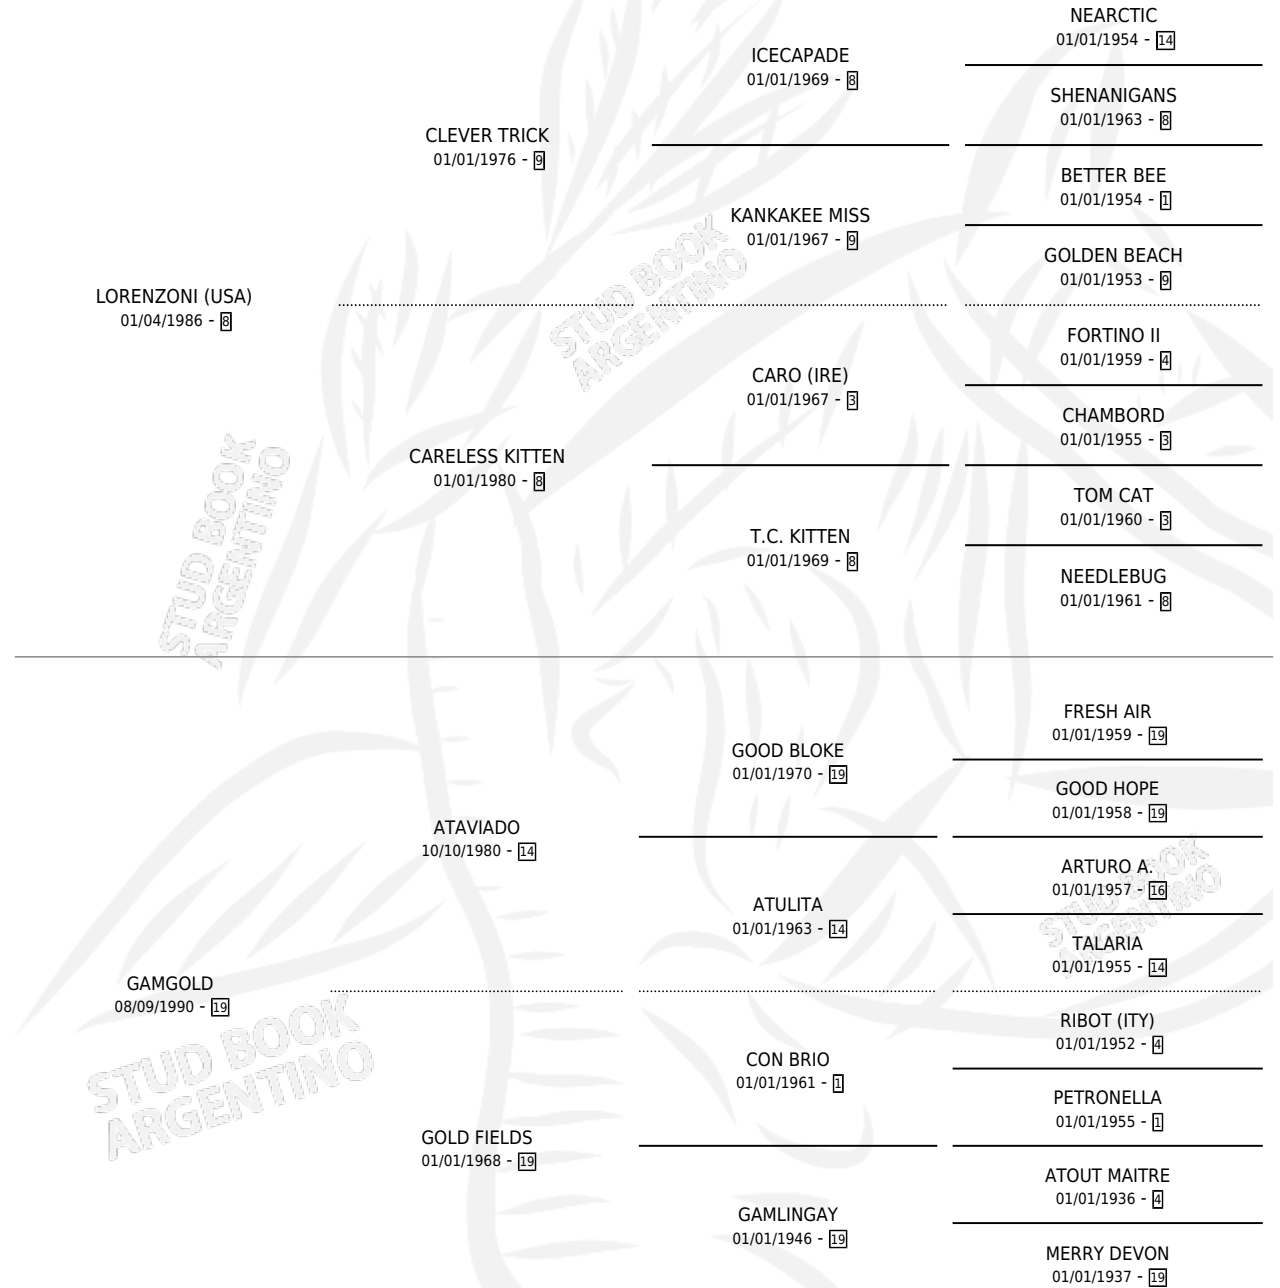 NEARCTIC
01/01/1954 - 14
ICECAPADE
01/01/1969 - 8
SHENANIGANS
01/01/1963 - 8
CLEVER TRICK
01/01/1976 - 9
BETTER BEE
01/01/1954 - 1
KANKAKEE MISS
01/01/1967 - 9
GOLDEN BEACH
01/01/1953 - 9
LORENZONI (USA)
01/04/1986 - 8
STUD BOOK
ARGENTINO
FORTINO II
01/01/1959 - 4
CARO (IRE)
01/01/1967 - 3
CHAMBORD
01/01/1955 - 3
CARELESS KITTEN
01/01/1980 - 8
TOM CAT
01/01/1960 - 3
T.C. KITTEN
01/01/1969 - 8
NEEDLEBUG
01/01/1961 - 8
STUD BOOK
ARGENTINO
FRESH AIR
01/01/1959 - 19
GOOD BLOKE
01/01/1970 - 19
GOOD HOPE
01/01/1958 - 19
ATAVIADO
10/10/1980 - 14
ARTURO A.
01/01/1957 - 16
ATULITA
01/01/1963 - 14
STUD BOOK
ARGENTINO
TALARIA
01/01/1955 - 14
GAMGOLD
08/09/1990 - 19
RIBOT (ITY)
01/01/1952 - 4
CON BRIO
01/01/1961 - 1
PETRONELLA
01/01/1955 - 1
STUD BOOK
ARGENTINO
GOLD FIELDS
01/01/1968 - 19
ATOUT MAITRE
01/01/1936 - 4
GAMLINGAY
01/01/1946 - 19
MERRY DEVON
01/01/1937 - 19